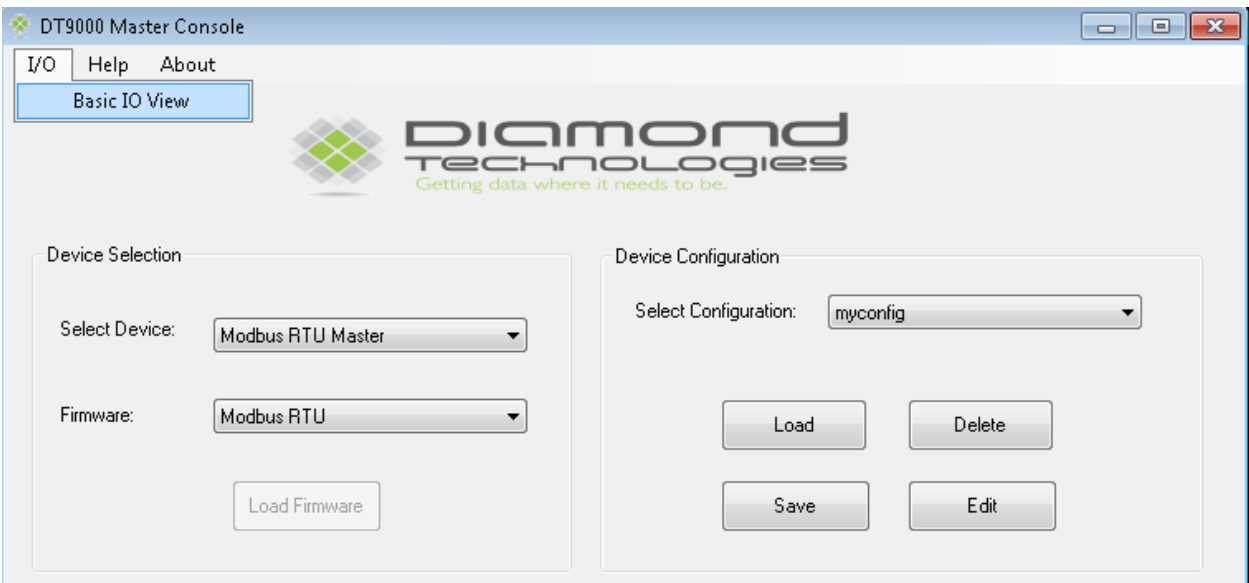 DT9000 Master Console
I/O Help About
Basic IO View
DIAMOND
TECHNOLOGIES
Getting data where it needs to be.
Device Selection
Select Device: Modbus RTU Master
Firmware: Modbus RTU
Load Firmware
Device Configuration
Select Configuration: myconfig
Load Delete
Save Edit